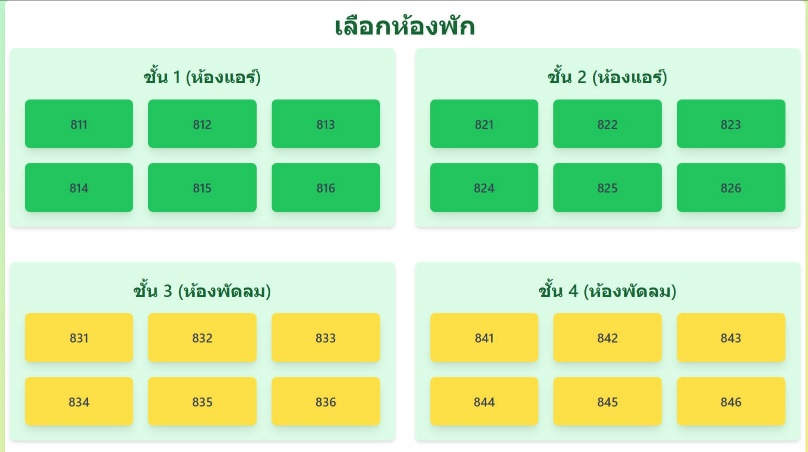 เลือกห้องพัก
ชั้น 1 (ห้องแอร์)
811 812 813
814 815 816
ชั้น 2 (ห้องแอร์)
821 822 823
824 825 826
ชั้น 3 (ห้องพัดลม)
831 832 833
834 835 836
ชั้น 4 (ห้องพัดลม)
841 842 843
844 845 846